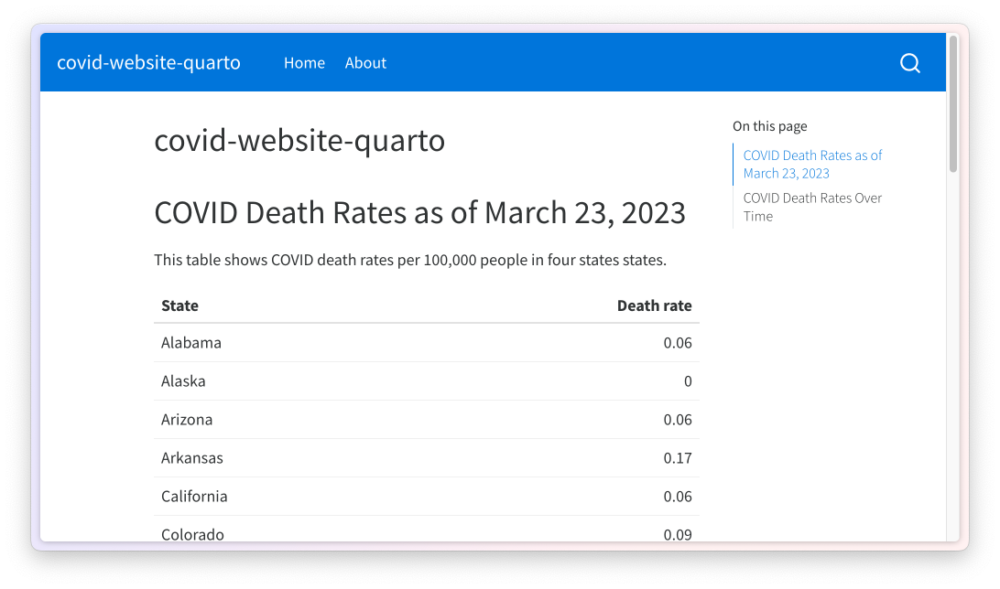 covid-website-quarto Home About
covid-website-quarto
COVID Death Rates as of March 23, 2023
This table shows COVID death rates per 100,000 people in four states states.
State Death rate
Alabama 0.06
Alaska 0
Arizona 0.06
Arkansas 0.17
California 0.06
Colorado 0.09
On this page
COVID Death Rates as of
March 23, 2023
COVID Death Rates Over
Time